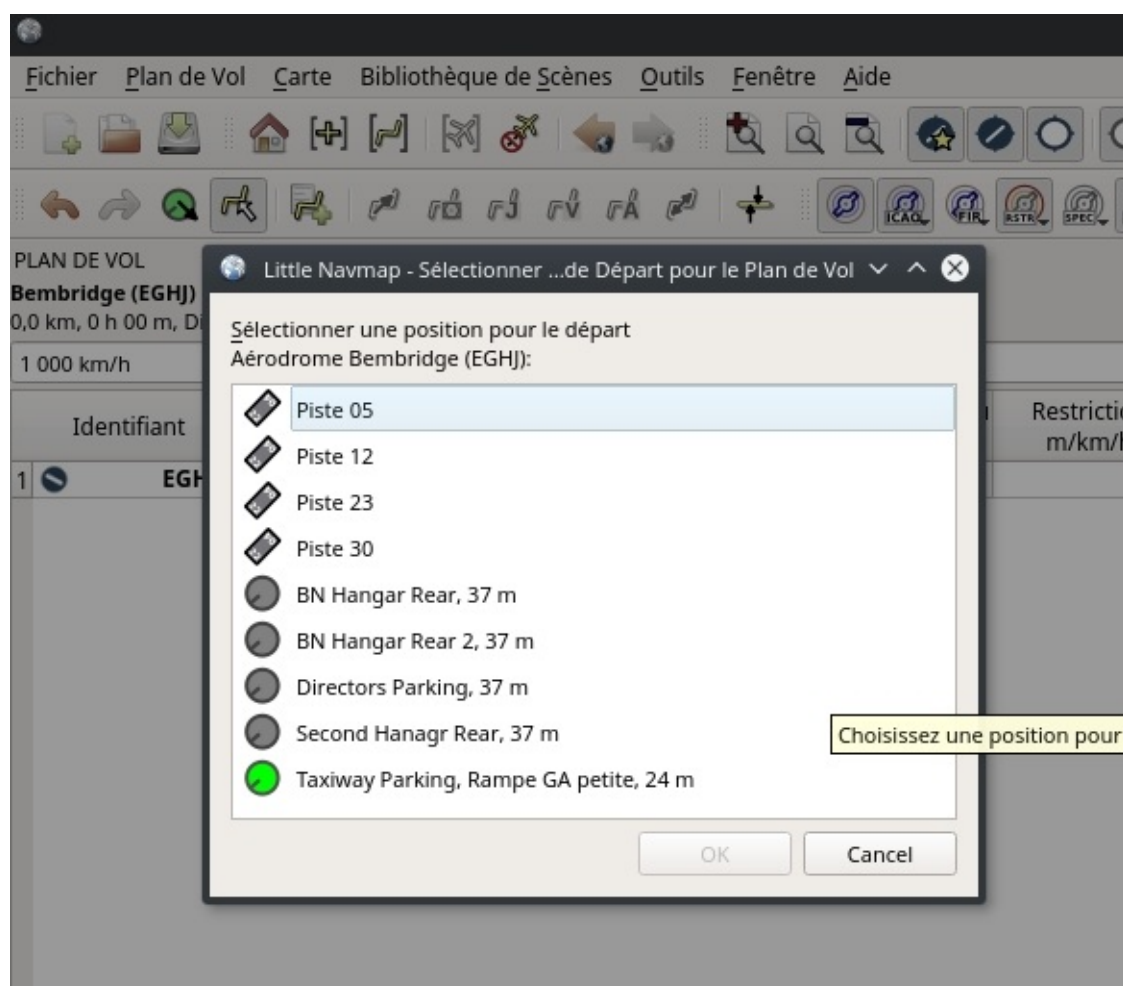 Fichier Plan de Vol Carte Bibliothèque de Scènes Outils Fenêtre Aide
ICAO FIR RSTR SPEC
PLAN DE VOL
Bembridge (EGHJ)
0,0 km, 0 h 00 m,
1 000 km/h
Little Navmap - Sélectionner ...de Départ pour le Plan de Vol
Sélectionner une position pour le départ
Aérodrome Bembridge (EGHJ):
Identifiant
m/km/
1
Piste 05
Piste 12
Piste 23
Piste 30
BN Hangar Rear, 37 m
BN Hangar Rear 2, 37 m
Directors Parking, 37 m
Second Hanagr Rear, 37 m
Taxiway Parking, Rampe GA petite, 24 m
Choisissez une position pour
OK Cancel